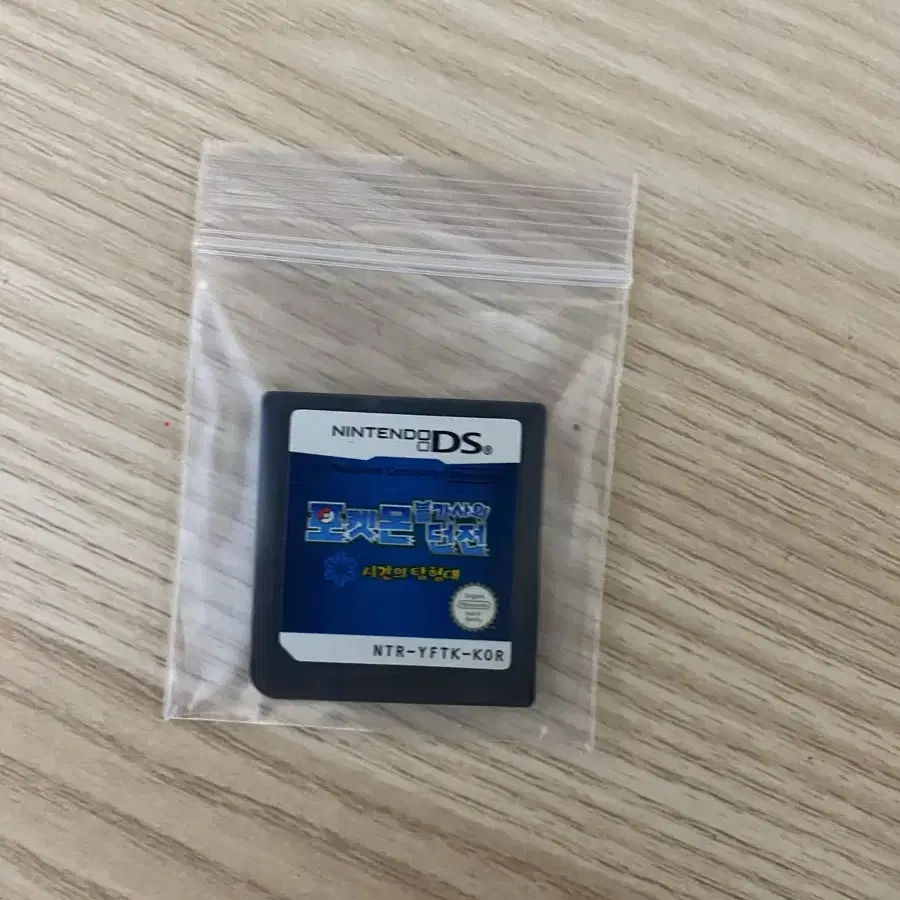 NINTENDO DS®
포켓몬 불가사의 던전
시간의 탐험대
Nintendo
NTR-YFTK-KOR